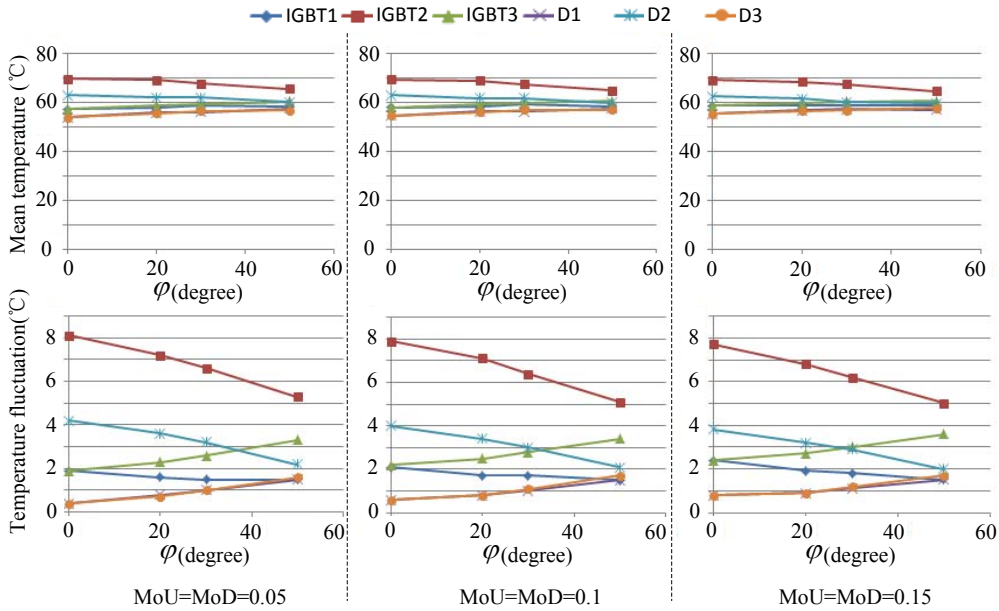 IGBT1 IGBT2 IGBT3 D1 D2 D3
Mean temperature (℃)
80
60
40
20
0
0 20 40 60
φ(degree)
80
60
40
20
0
0 20 40 60
φ(degree)
80
60
40
20
0
0 20 40 60
φ(degree)
Temperature fluctuation(℃)
8
6
4
2
0
0 20 40 60
φ(degree)
8
6
4
2
0
0 20 40 60
φ(degree)
8
6
4
2
0
0 20 40 60
φ(degree)
MoU=MoD=0.05
MoU=MoD=0.1
MoU=MoD=0.15